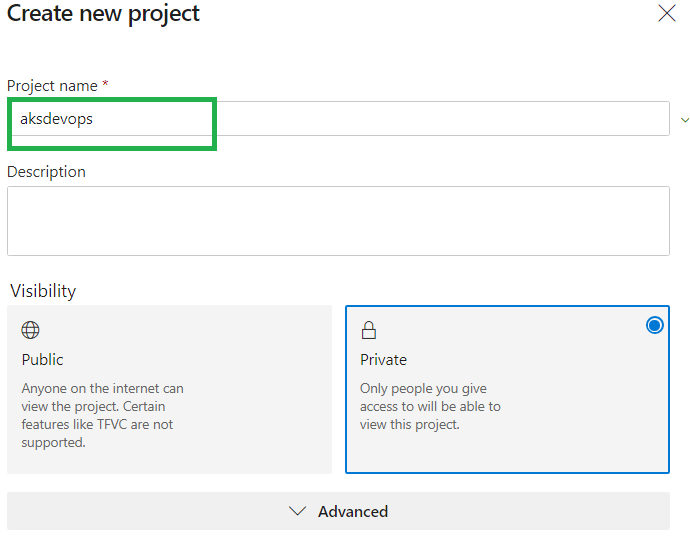 Create new project
Project name *
aksdevops
Description
Visibility
Public
Anyone on the internet can
view the project. Certain
features like TFVC are not
supported.
Private
Only people you give
access to will be able to
view this project.
Advanced